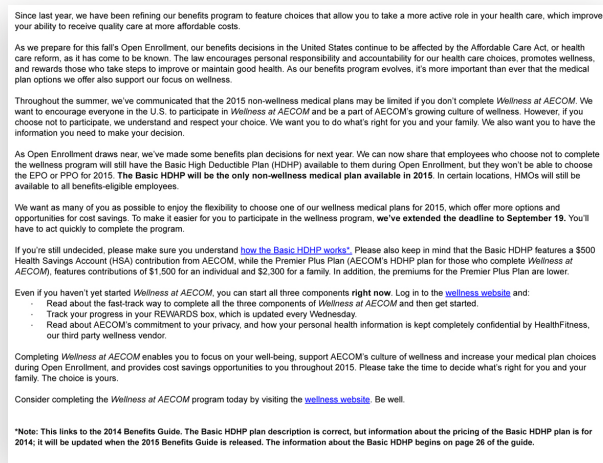 Since last year, we have been refining our benefits program to feature choices that allow you to take a more active role in your health care, which improve
your ability to receive quality care at more affordable costs.
As we prepare for this fall's Open Enrollment, our benefits decisions in the United States continue to be affected by the Affordable Care Act, or health
care reform, as it has come to be known. The law encourages personal responsibility and accountability for our health care choices, promotes wellness,
and rewards those who take steps to improve or maintain good health. As our benefits program evolves, it's more important than ever that the medical
plan options we offer also support our focus on wellness.
Throughout the summer, we've communicated that the 2015 non-wellness medical plans may be limited if you don't complete Wellness at AECOM. We
want to encourage everyone in the U.S. to participate in Wellness at AECOM and be a part of AECOM's growing culture of wellness. However, if you
choose not to participate, we understand and respect your choice. We want you to do what's right for you and your family. We also want you to have the
information you need to make your decision.
As Open Enrollment draws near, we've made some benefits plan decisions for next year. We can now share that employees who choose not to complete
the wellness program will still have the Basic High Deductible Plan (HDHP) available to them during Open Enrollment, but they won't be able to choose
the EPO or PPO for 2015. The Basic HDHP will be the only non-wellness medical plan available in 2015. In certain locations, HMOs will still be
available to all benefits-eligible employees.
We want as many of you as possible to enjoy the flexibility to choose one of our wellness medical plans for 2015, which offer more options and
opportunities for cost savings. To make it easier for you to participate in the wellness program, we've extended the deadline to September 19. You'll
have to act quickly to complete the program.
If you're still undecided, please make sure you understand how the Basic HDHP works*. Please also keep in mind that the Basic HDHP features a $500
Health Savings Account (HSA) contribution from AECOM, while the Premier Plus Plan (AECOM's HDHP plan for those who complete Wellness at
AECOM), features contributions of $1,500 for an individual and $2,300 for a family. In addition, the premiums for the Premier Plus Plan are lower.
Even if you haven't yet started Wellness at AECOM, you can start all three components right now. Log in to the wellness website and:
· Read about the fast-track way to complete all the three components of Wellness at AECOM and then get started.
· Track your progress in your REWARDS box, which is updated every Wednesday.
· Read about AECOM's commitment to your privacy, and how your personal health information is kept completely confidential by HealthFitness,
our third party wellness vendor.
Completing Wellness at AECOM enables you to focus on your well-being, support AECOM's culture of wellness and increase your medical plan choices
during Open Enrollment, and provides cost savings opportunities to you throughout 2015. Please take the time to decide what's right for you and your
family. The choice is yours.
Consider completing the Wellness at AECOM program today by visiting the wellness website. Be well.
*Note: This links to the 2014 Benefits Guide. The Basic HDHP plan description is correct, but information about the pricing of the Basic HDHP plan is for
2014; it will be updated when the 2015 Benefits Guide is released. The information about the Basic HDHP begins on page 26 of the guide.